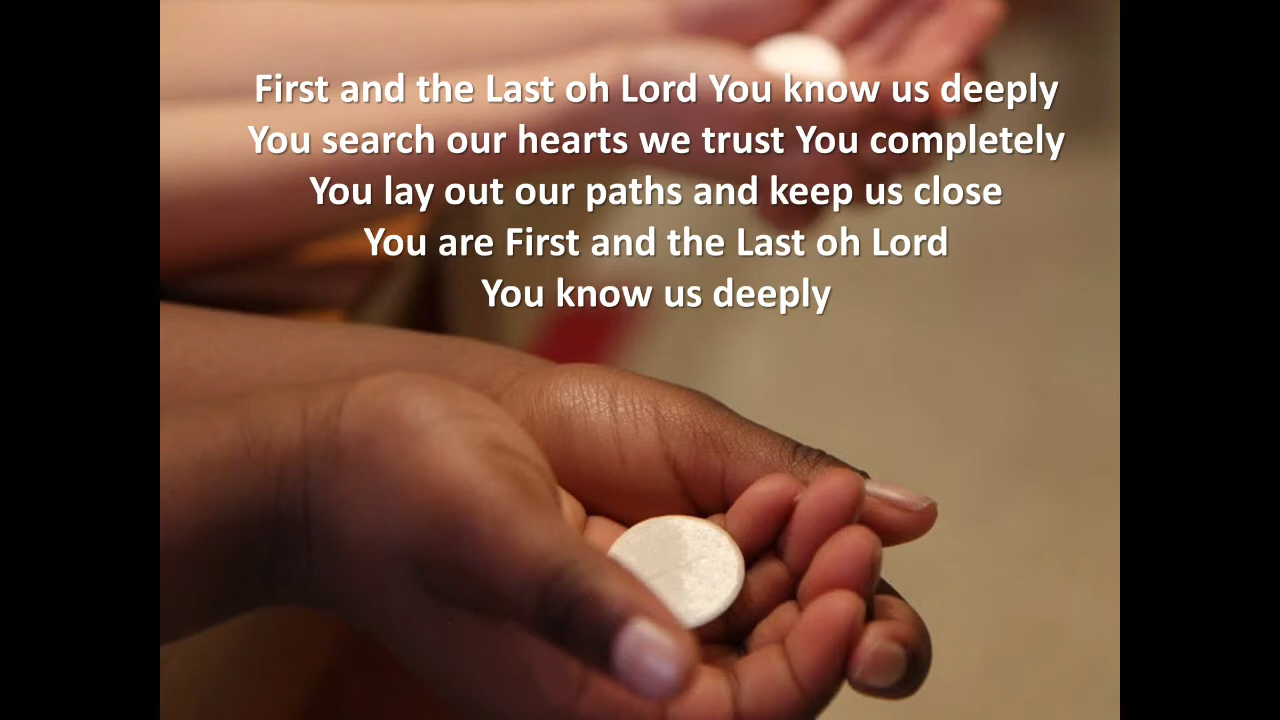 First and the Last oh Lord You know us deeply
You search our hearts we trust You completely
You lay out our paths and keep us close
You are First and the Last oh Lord
You know us deeply